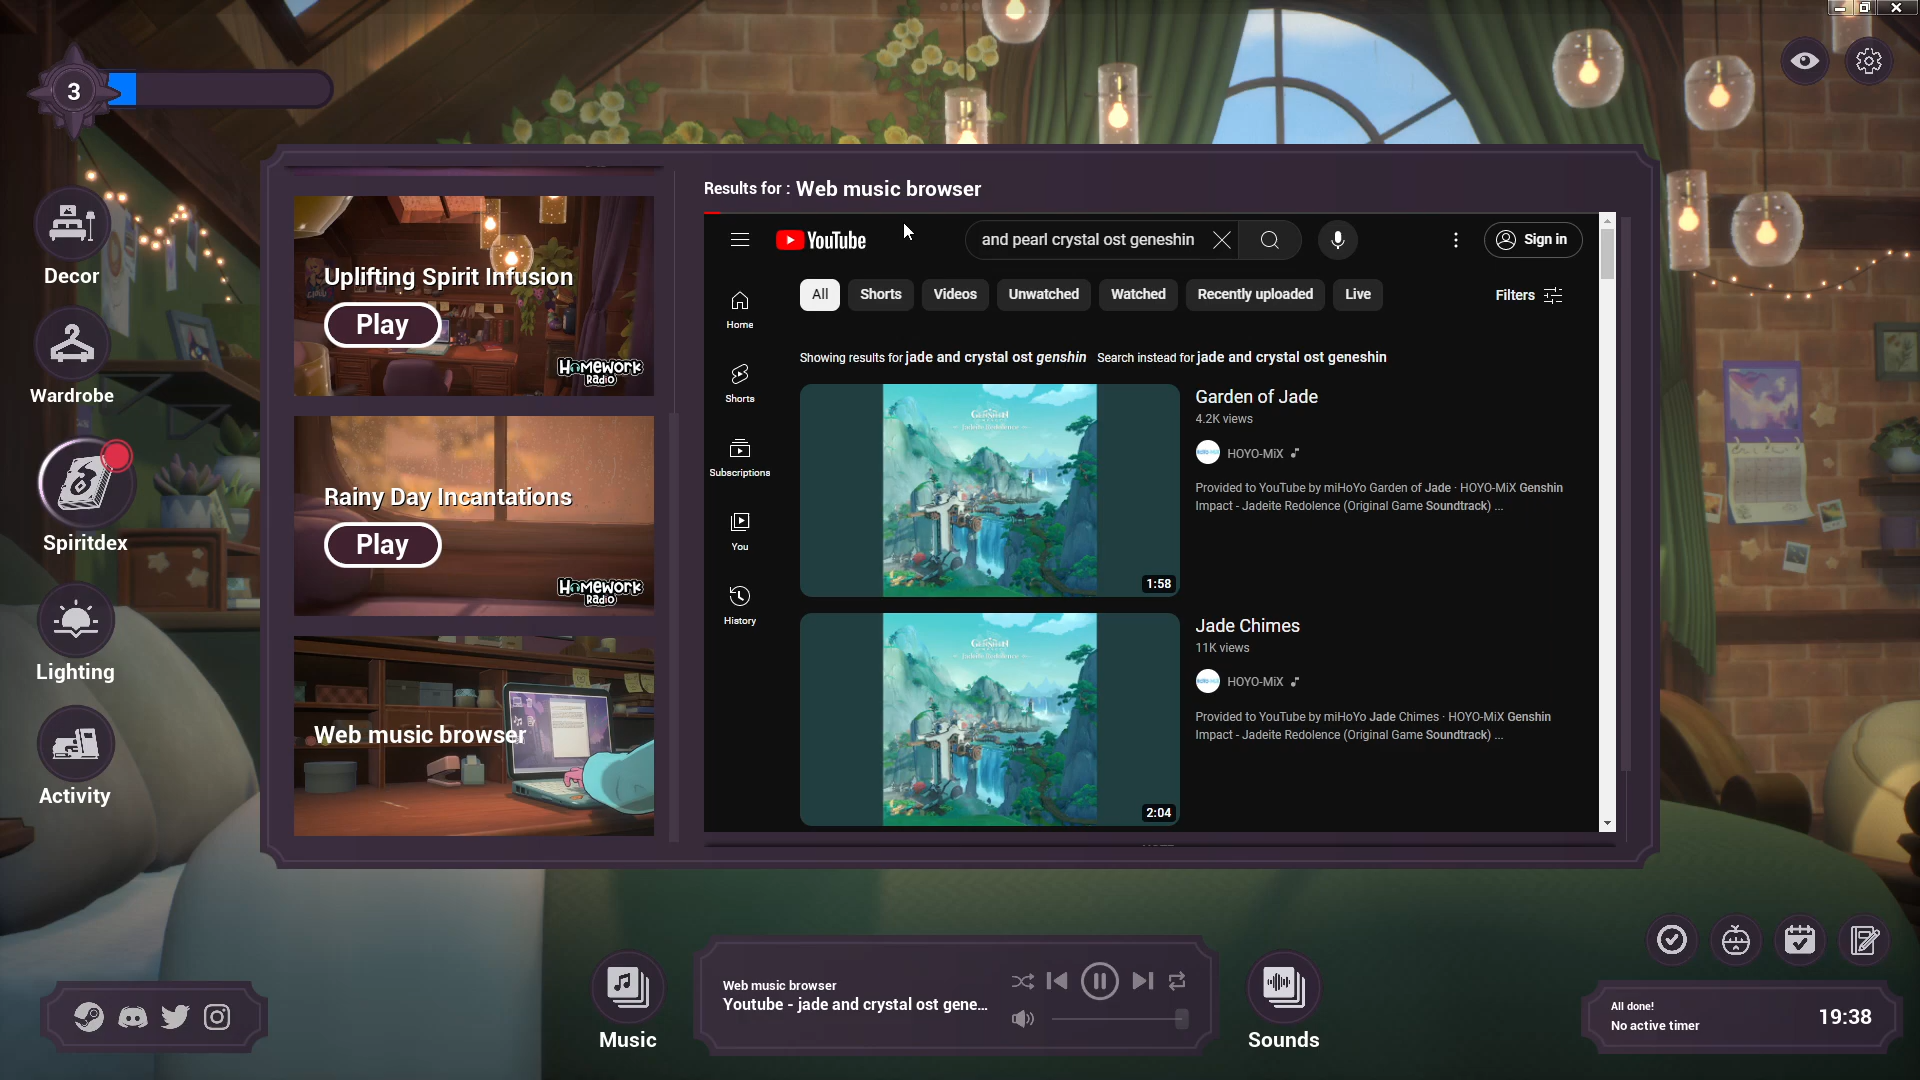 3
Decor
Wardrobe
Spiritdex
Lighting
Activity
Uplifting Spirit Infusion
Play
Homework
Radio
Rainy Day Incantations
Play
Homework
Radio
Web music browser
Results for : Web music browser
YouTube
and pearl crystal ost geneshin
Sign in
All
Shorts
Videos
Unwatched
Watched
Recently uploaded
Live
Filters
Home
Shorts
Subscriptions
You
History
Showing results for jade and crystal ost genshin Search instead for jade and crystal ost geneshin
Genshin
Garden of Jade
4.2K views
HOYO-MiX
Provided to YouTube by miHoYo Garden of Jade · HOYO-MiX Genshin
Impact - Jadeite Redolence (Original Game Soundtrack) ...
1:58
Genshin
Jade Chimes
11K views
HOYO-MiX
Provided to YouTube by miHoYo Jade Chimes · HOYO-MiX Genshin
Impact - Jadeite Redolence (Original Game Soundtrack) ...
2:04
Music
Web music browser
Youtube - jade and crystal ost gene...
Sounds
All done!
No active timer
19:38